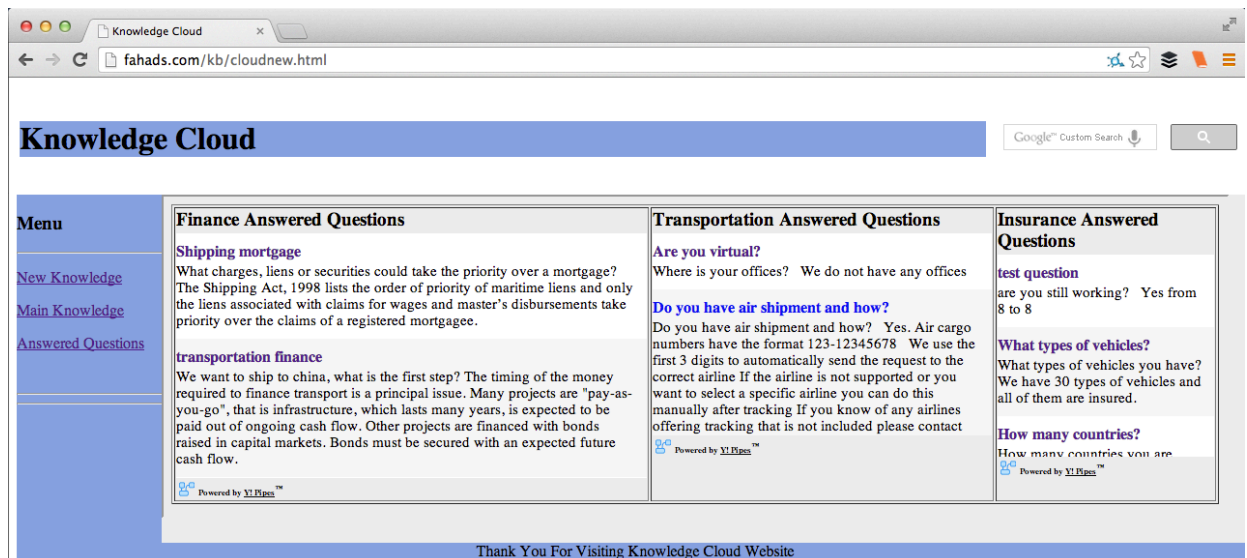 Knowledge Cloud
fahads.com/kb/cloudnew.html
Knowledge Cloud
Google™ Custom Search
Menu
New Knowledge
Main Knowledge
Answered Questions
Finance Answered Questions
Shipping mortgage
What charges, liens or securities could take the priority over a mortgage?
The Shipping Act, 1998 lists the order of priority of maritime liens and only
the liens associated with claims for wages and master's disbursements take
priority over the claims of a registered mortgagee.
transportation finance
We want to ship to china, what is the first step? The timing of the money
required to finance transport is a principal issue. Many projects are "pay-as-
you-go", that is infrastructure, which lasts many years, is expected to be
paid out of ongoing cash flow. Other projects are financed with bonds
raised in capital markets. Bonds must be secured with an expected future
cash flow.
Powered by Y! Pipes™
Transportation Answered Questions
Are you virtual?
Where is your offices? We do not have any offices
Do you have air shipment and how?
Do you have air shipment and how? Yes. Air cargo
numbers have the format 123-12345678 We use the
first 3 digits to automatically send the request to the
correct airline If the airline is not supported or you
want to select a specific airline you can do this
manually after tracking If you know of any airlines
offering tracking that is not included please contact
Powered by Y! Pipes™
Insurance Answered
Questions
test question
are you still working? Yes from
8 to 8
What types of vehicles?
What types of vehicles you have?
We have 30 types of vehicles and
all of them are insured.
How many countries?
How many countries you are
Powered by Y! Pipes™
Thank You For Visiting Knowledge Cloud Website